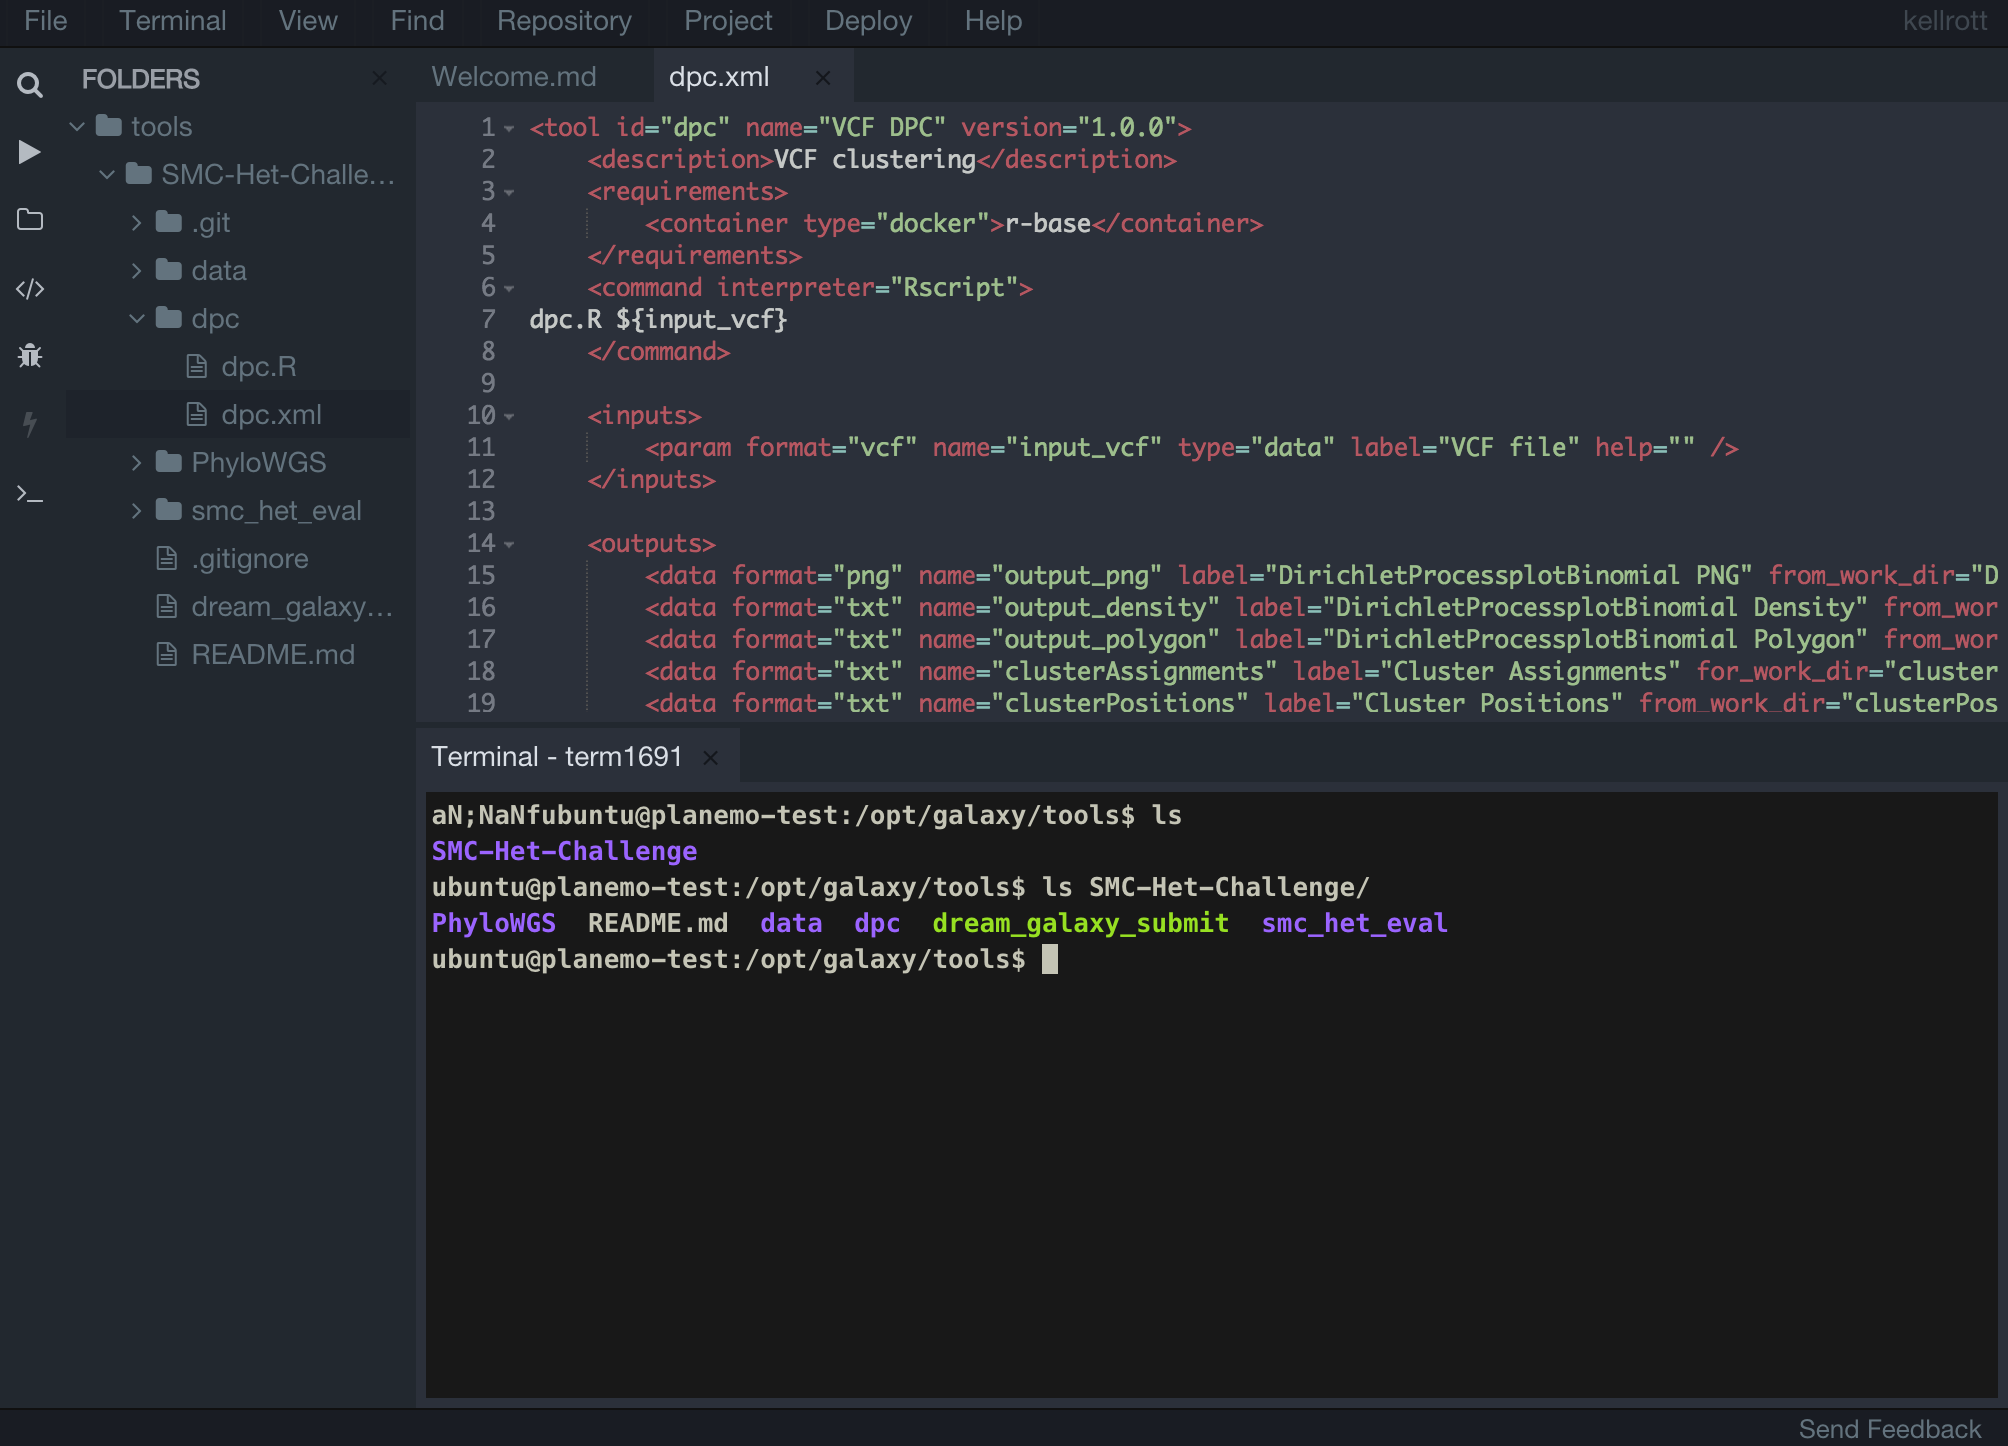 File Terminal View Find Repository Project Deploy Help kellrott
FOLDERS
tools
SMC-Het-Challe...
.git
data
dpc
dpc.R
dpc.xml
PhyloWGS
smc_het_eval
.gitignore
dream_galaxy...
README.md
Welcome.md dpc.xml
1 <tool id="dpc" name="VCF DPC" version="1.0.0">
2 <description>VCF clustering</description>
3 <requirements>
4 <container type="docker">r-base</container>
5 </requirements>
6 <command interpreter="Rscript">
7 dpc.R ${input_vcf}
8 </command>
9
10 <inputs>
11 <param format="vcf" name="input_vcf" type="data" label="VCF file" help="" />
12 </inputs>
13
14 <outputs>
15 <data format="png" name="output_png" label="DirichletProcessplotBinomial PNG" from_work_dir="D
16 <data format="txt" name="output_density" label="DirichletProcessplotBinomial Density" from_wor
17 <data format="txt" name="output_polygon" label="DirichletProcessplotBinomial Polygon" from_wor
18 <data format="txt" name="clusterAssignments" label="Cluster Assignments" for_work_dir="cluster
19 <data format="txt" name="clusterPositions" label="Cluster Positions" from_work_dir="clusterPos
Terminal - term1691
aN;NaNfubuntu@planemo-test:/opt/galaxy/tools$ ls
SMC-Het-Challenge
ubuntu@planemo-test:/opt/galaxy/tools$ ls SMC-Het-Challenge/
PhyloWGS README.md data dpc dream_galaxy_submit smc_het_eval
ubuntu@planemo-test:/opt/galaxy/tools$
Send Feedback